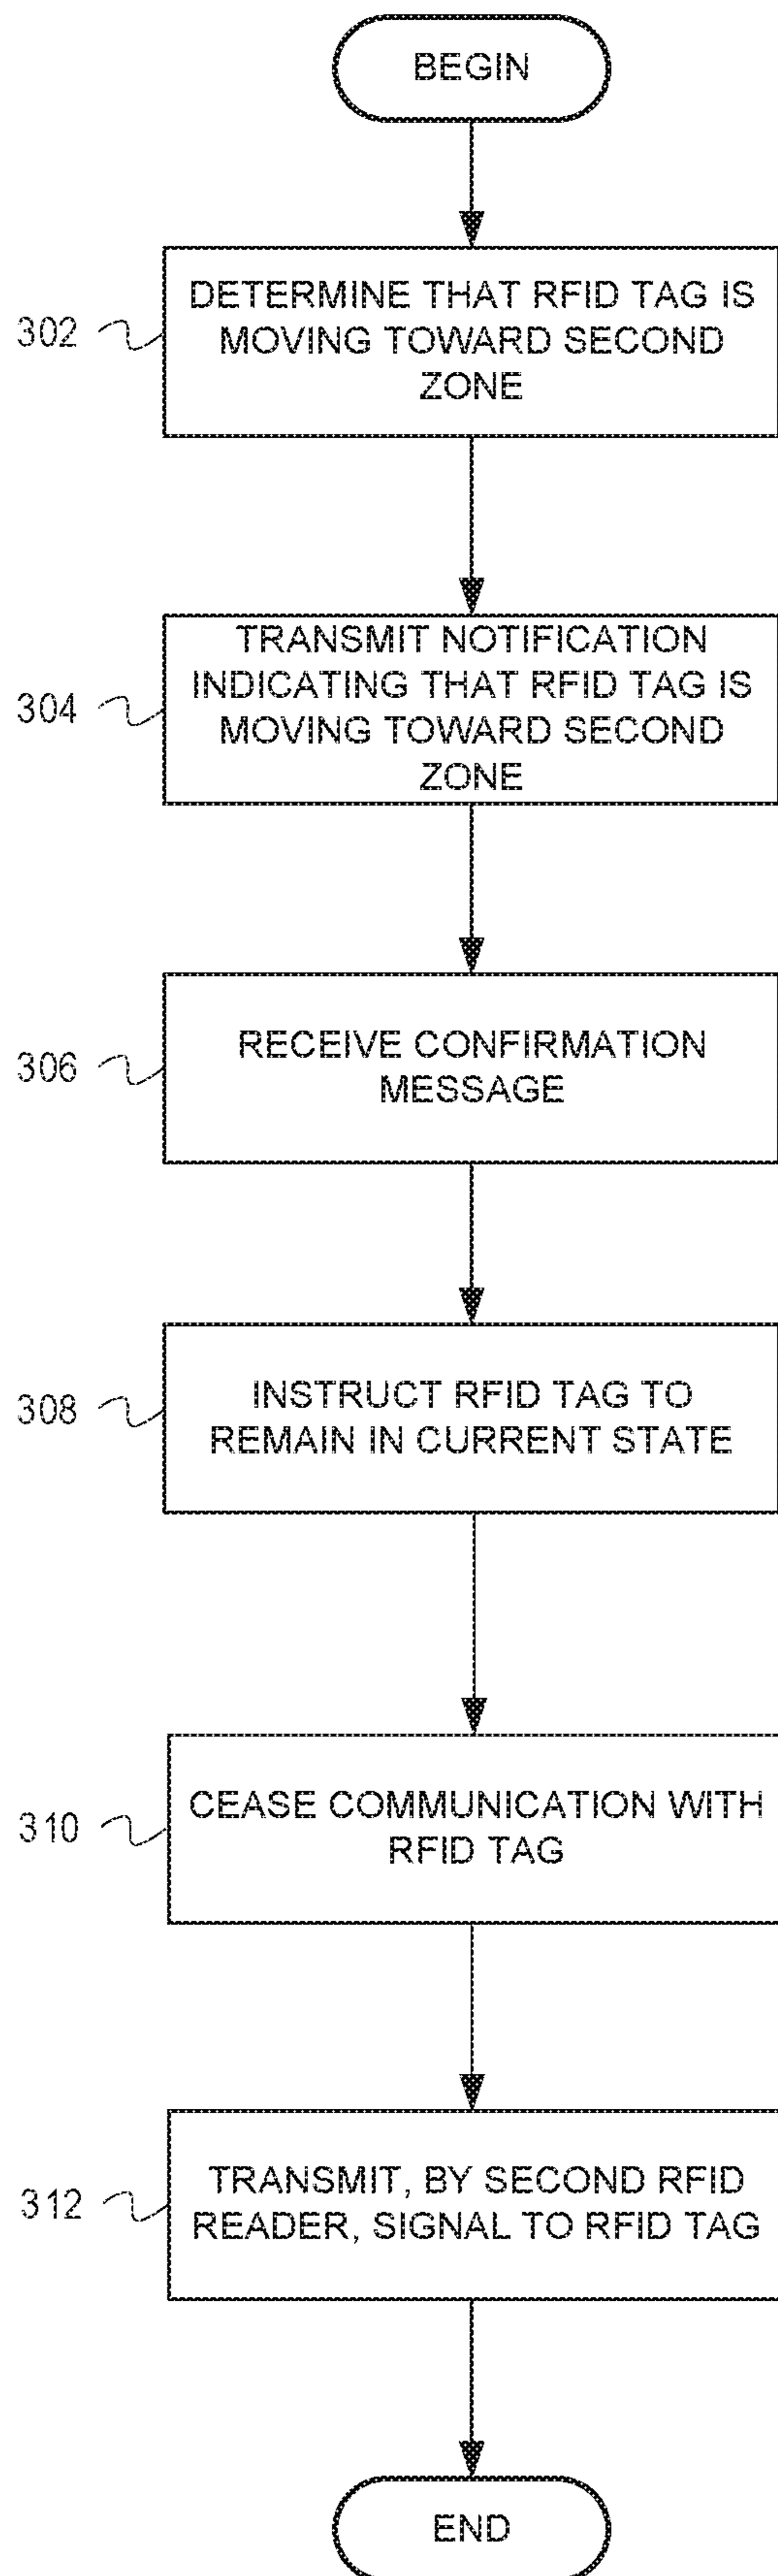 BEGIN
302
DETERMINE THAT RFID TAG IS
MOVING TOWARD SECOND
ZONE
304
TRANSMIT NOTIFICATION
INDICATING THAT RFID TAG IS
MOVING TOWARD SECOND
ZONE
306
RECEIVE CONFIRMATION
MESSAGE
308
INSTRUCT RFID TAG TO
REMAIN IN CURRENT STATE
310
CEASE COMMUNICATION WITH
RFID TAG
312
TRANSMIT, BY SECOND RFID
READER, SIGNAL TO RFID TAG
END